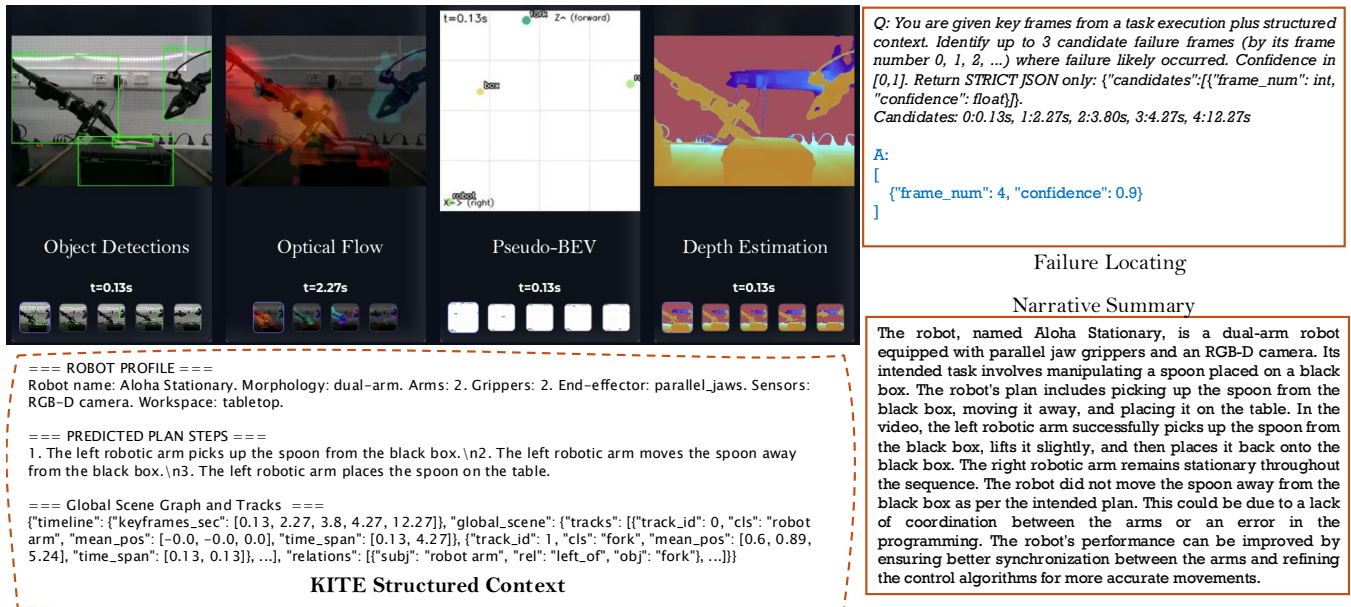 t=0.13s
fork
Z^ (forward)
box
ro
robot
X-> (right)
Object Detections
Optical Flow
Pseudo-BEV
Depth Estimation
t=0.13s
t=2.27s
t=0.13s
t=0.13s
=== ROBOT PROFILE ===
Robot name: Aloha Stationary. Morphology: dual-arm. Arms: 2. Grippers: 2. End-effector: parallel_jaws. Sensors:
RGB-D camera. Workspace: tabletop.
=== PREDICTED PLAN STEPS ===
1. The left robotic arm picks up the spoon from the black box.\n2. The left robotic arm moves the spoon away
from the black box.\n3. The left robotic arm places the spoon on the table.
=== Global Scene Graph and Tracks ===
{"timeline": {"keyframes_sec": [0.13, 2.27, 3.8, 4.27, 12.27]}, "global_scene": {"tracks": [{"track_id": 0, "cls": "robot
arm", "mean_pos": [-0.0, -0.0, 0.0], "time_span": [0.13, 4.27]}, {"track_id": 1, "cls": "fork", "mean_pos": [0.6, 0.89,
5.24], "time_span": [0.13, 0.13]}, ...], "relations": [{"subj": "robot arm", "rel": "left_of", "obj": "fork"}, ...]}}
KITE Structured Context
Q: You are given key frames from a task execution plus structured
context. Identify up to 3 candidate failure frames (by its frame
number 0, 1, 2, ...) where failure likely occurred. Confidence in
[0,1]. Return STRICT JSON only: {"candidates":[{"frame_num": int,
"confidence": float}]}.
Candidates: 0:0.13s, 1:2.27s, 2:3.80s, 3:4.27s, 4:12.27s
A:
[
{"frame_num": 4, "confidence": 0.9}
]
Failure Locating
Narrative Summary
The robot, named Aloha Stationary, is a dual-arm robot
equipped with parallel jaw grippers and an RGB-D camera. Its
intended task involves manipulating a spoon placed on a black
box. The robot's plan includes picking up the spoon from the
black box, moving it away, and placing it on the table. In the
video, the left robotic arm successfully picks up the spoon from
the black box, lifts it slightly, and then places it back onto the
black box. The right robotic arm remains stationary throughout
the sequence. The robot did not move the spoon away from the
black box as per the intended plan. This could be due to a lack
of coordination between the arms or an error in the
programming. The robot's performance can be improved by
ensuring better synchronization between the arms and refining
the control algorithms for more accurate movements.